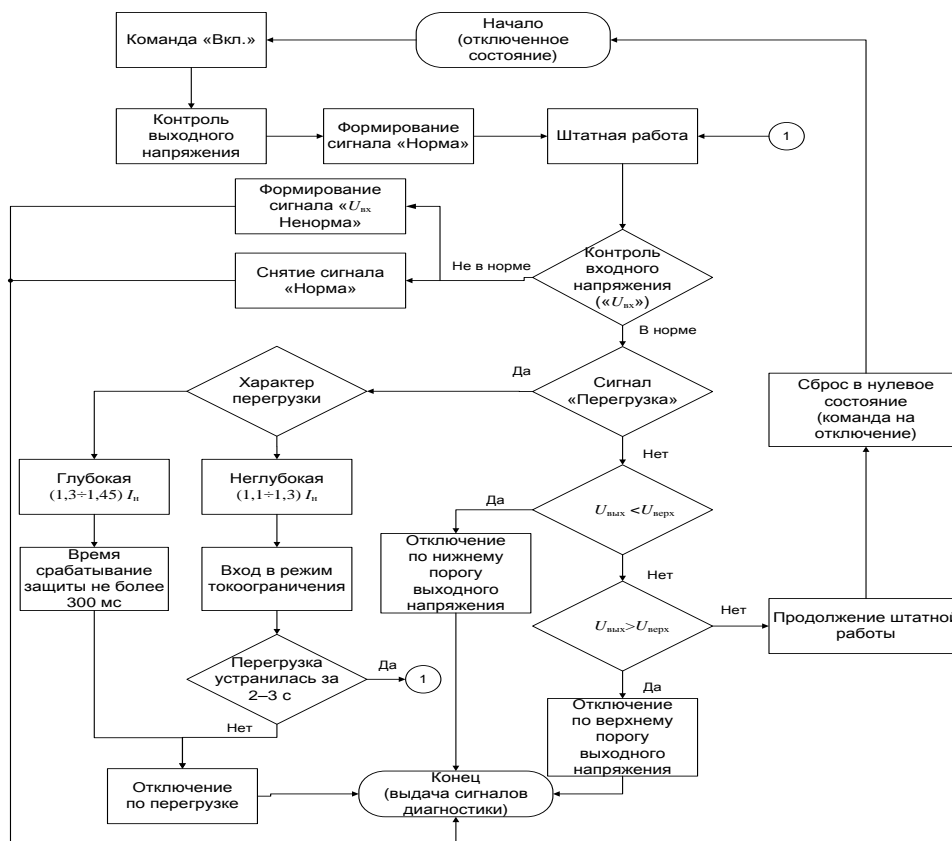 Начало
(отключенное
состояние)
Команда «Вкл.»
Контроль
выходного
напряжения
Формирование
сигнала «Норма»
Штатная работа
1
Формирование
сигнала «Uвх
Ненорма»
Снятие сигнала
«Норма»
Не в норме
Контроль
входного
напряжения
(«Uвх»)
В норме
Характер
перегрузки
Да
Сигнал
«Перегрузка»
Сброс в нулевое
состояние
(команда на
отключение)
Нет
Глубокая
(1,3÷1,45) Iн
Неглубокая
(1,1÷1,3) Iн
Да
Uвых <Uверх
Время
срабатывание
защиты не более
300 мс
Вход в режим
токоограничения
Отключение
по нижнему
порогу
выходного
напряжения
Нет
Uвых>Uверх
Нет
Продолжение штатной
работы
Перегрузка
устранилась за
2–3 с
Да
1
Нет
Да
Отключение
по верхнему
порогу
выходного
напряжения
Отключение
по перегрузке
Конец
(выдача сигналов
диагностики)